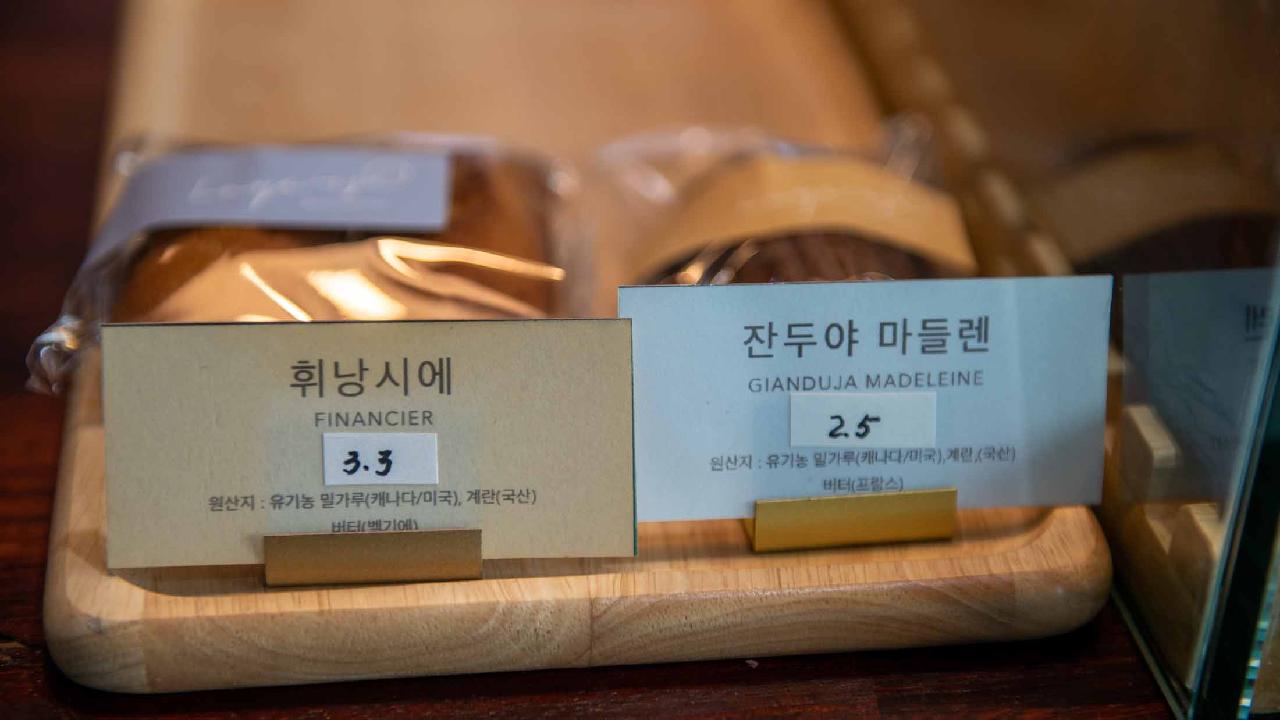 휘낭시에
FINANCIER
3.3
원산지 : 유기농 밀가루(캐나다/미국), 계란(국산)
버터(벨기에)
잔두야 마들렌
GIANDUJA MADELEINE
2.5
원산지 : 유기농 밀가루(캐나다/미국),계란,(국산)
버터(프랑스)